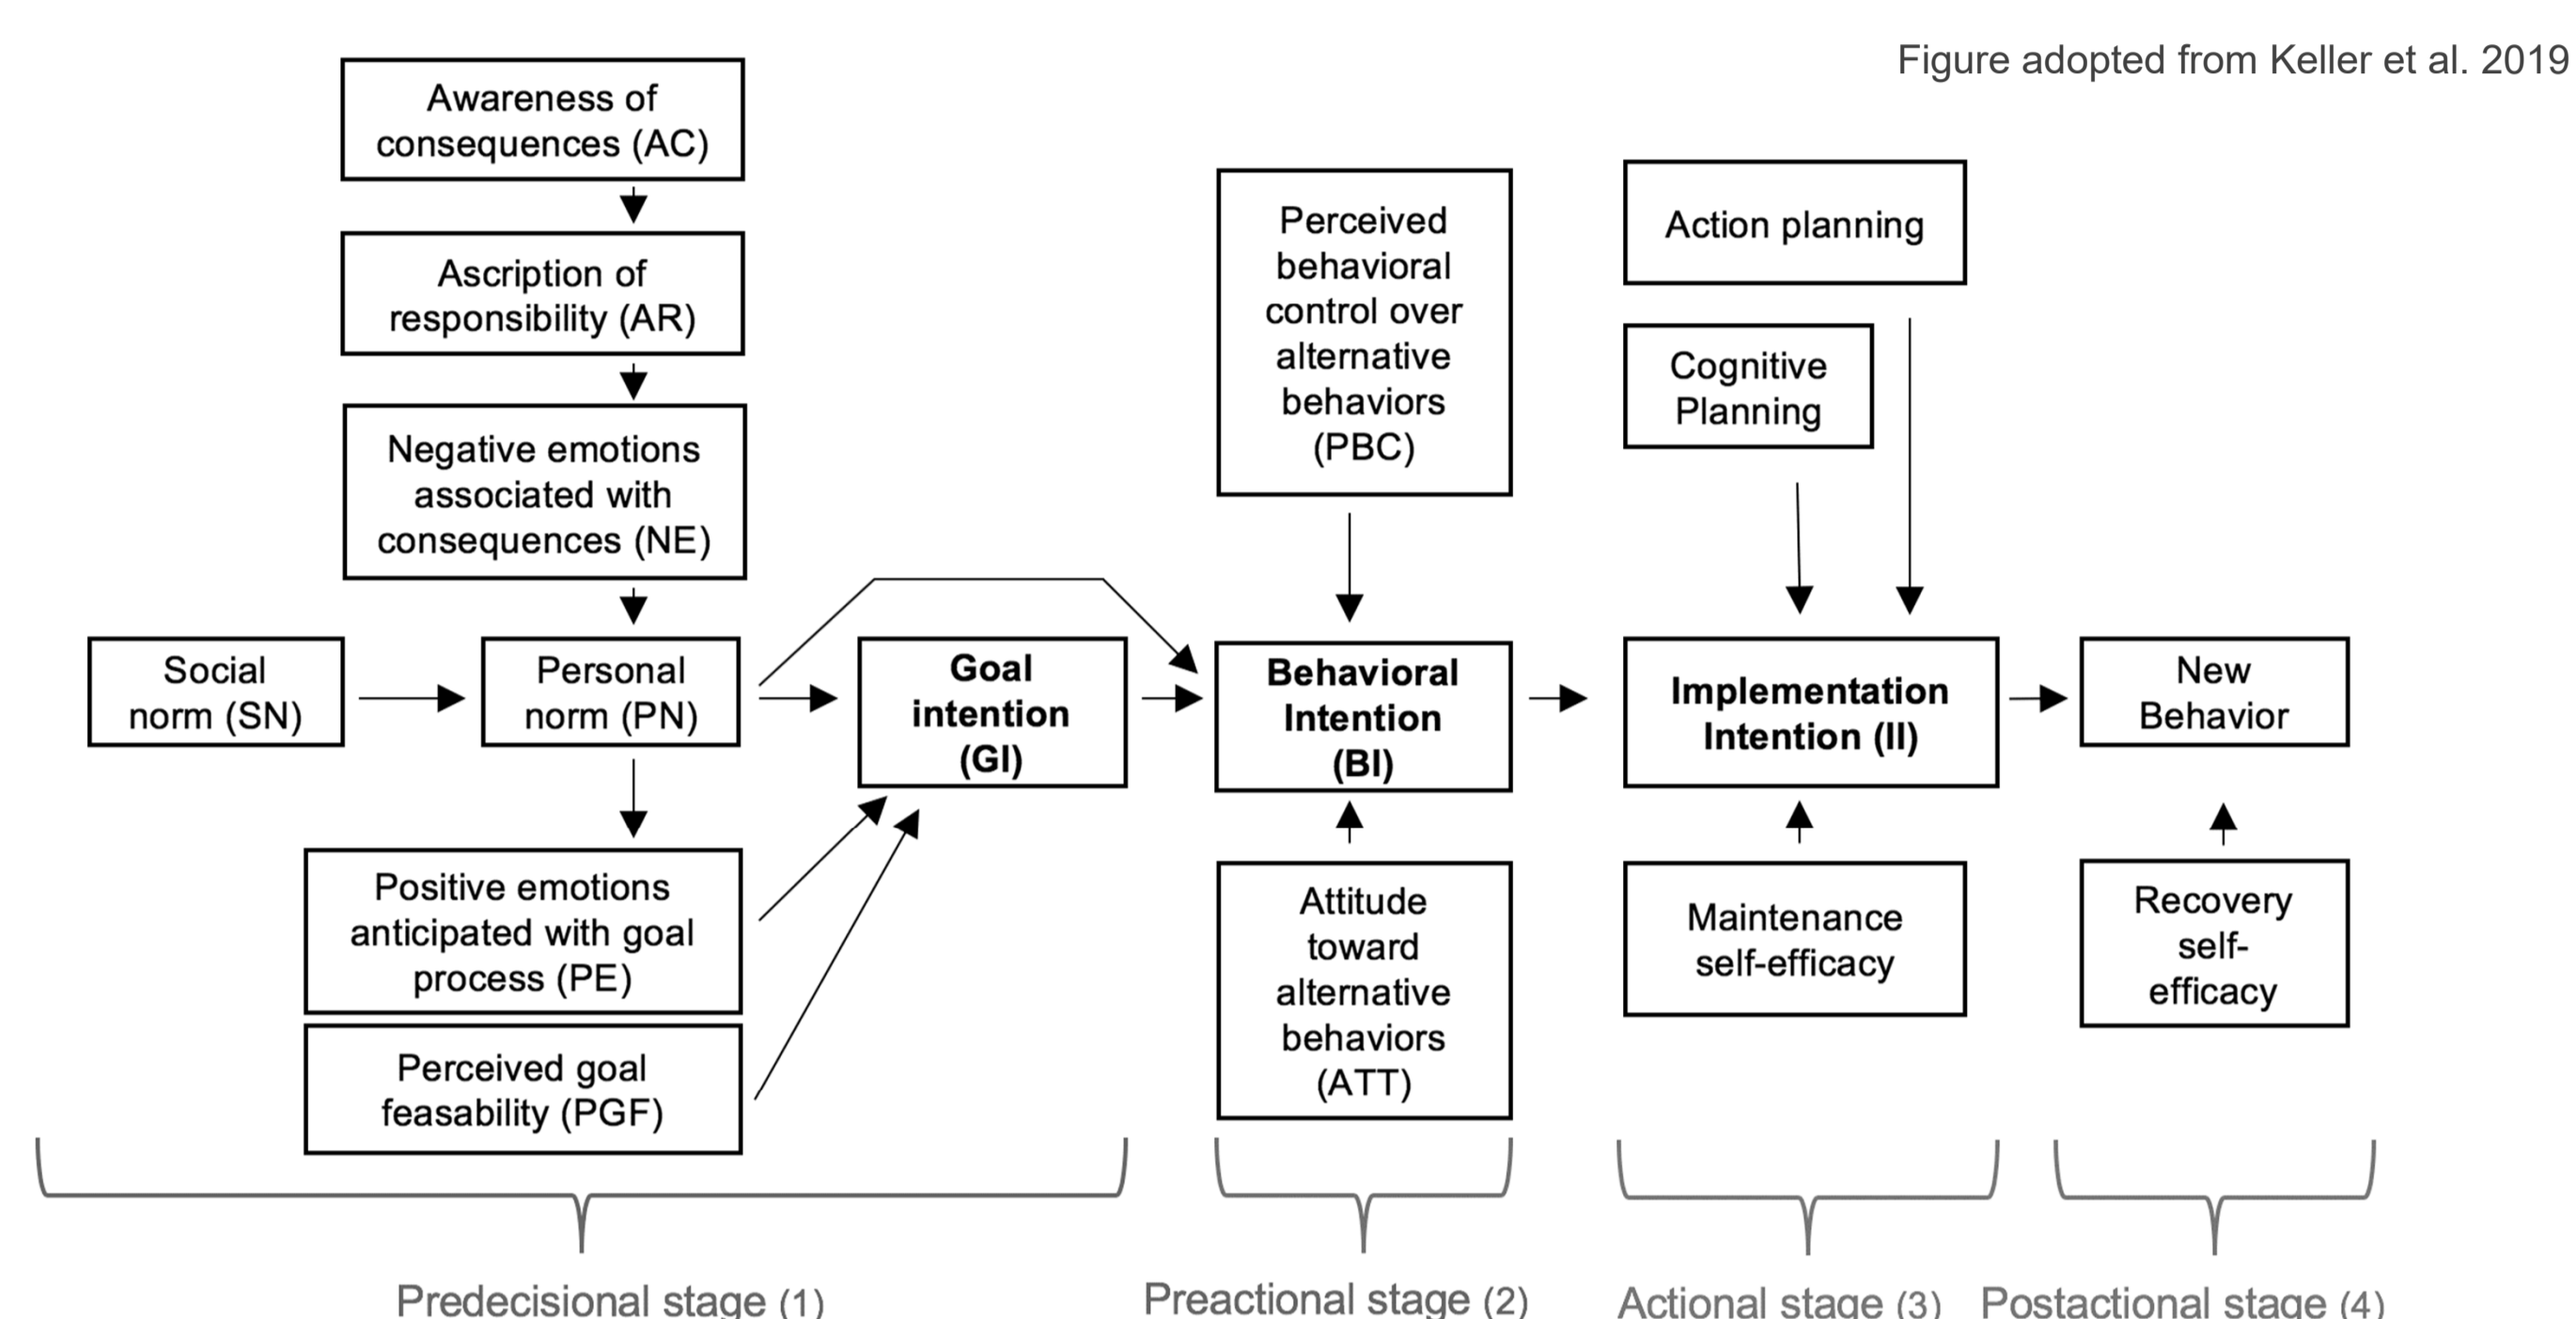 Figure adopted from Keller et al. 2019
Awareness of
consequences (AC)
Ascription of
responsibility (AR)
Negative emotions
associated with
consequences (NE)
Social
norm (SN)
Personal
norm (PN)
Positive emotions
anticipated with goal
process (PE)
Perceived goal
feasability (PGF)
Goal
intention
(GI)
Perceived
behavioral
control over
alternative
behaviors
(PBC)
Behavioral
Intention
(BI)
Attitude
toward
alternative
behaviors
(ATT)
Action planning
Cognitive
Planning
Implementation
Intention (II)
Maintenance
self-efficacy
New
Behavior
Recovery
self-
efficacy
Predecisional stage (1)
Preactional stage (2)
Actional stage (3)
Postactional stage (4)